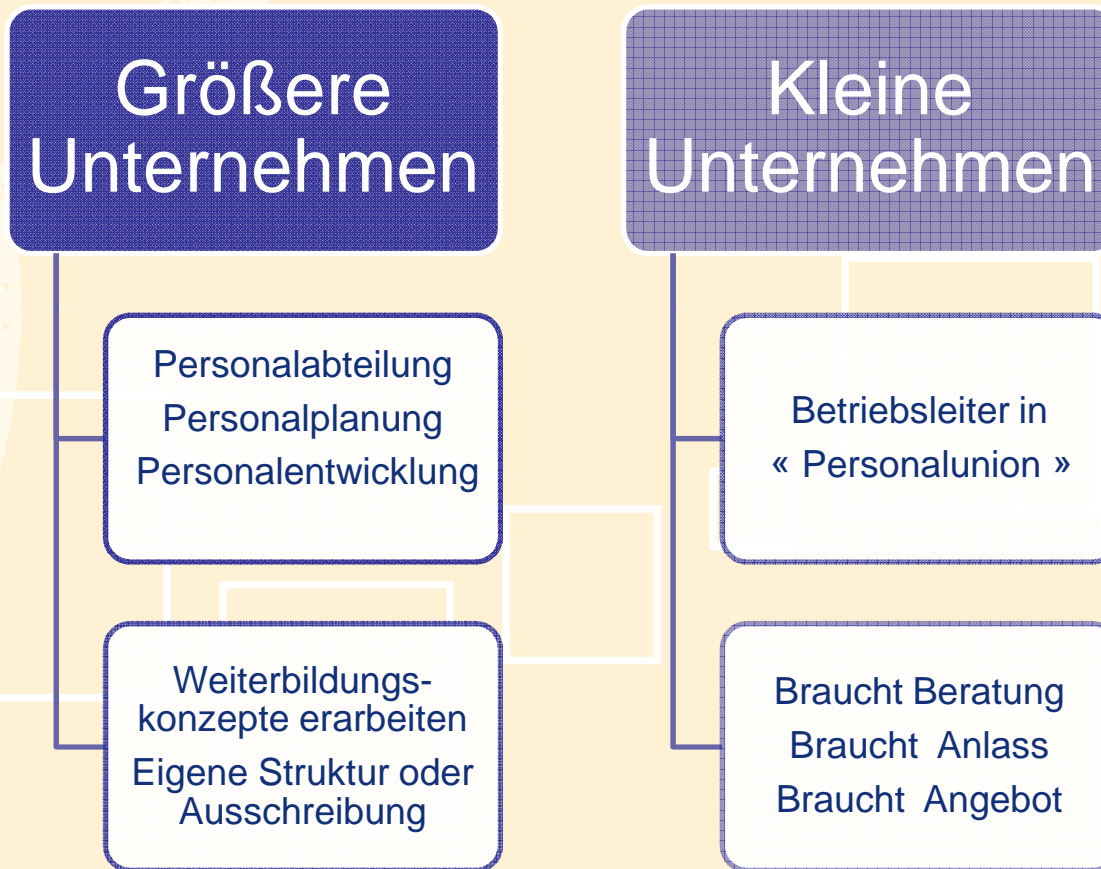 Größere
Unternehmen
Personalabteilung
Personalplanung
Personalentwicklung
Weiterbildungs-
konzepte erarbeiten
Eigene Struktur oder
Ausschreibung
Kleine
Unternehmen
Betriebsleiter in
« Personalunion »
Braucht Beratung
Braucht Anlass
Braucht Angebot